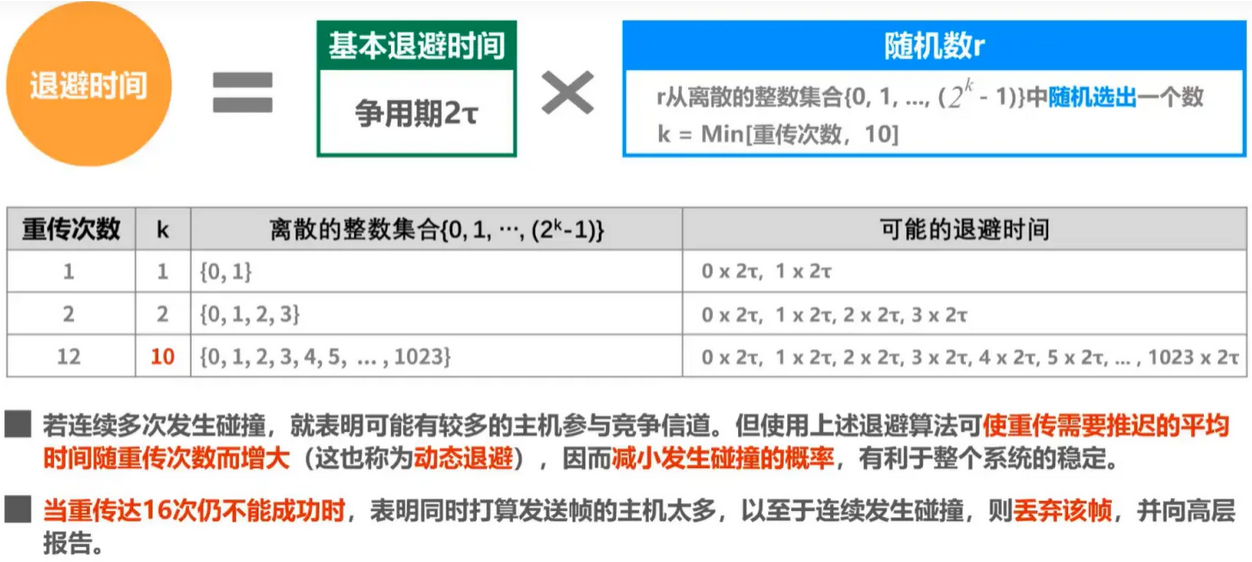 退避时间
=
基本退避时间
争用期2τ
×
随机数r
r从离散的整数集合{0, 1, ..., (2^k - 1)}中随机选出一个数
k = Min[重传次数，10]
重传次数 k 离散的整数集合{0, 1, ···, (2^k-1)} 可能的退避时间
1 1 {0, 1} 0 x 2τ, 1 x 2τ
2 2 {0, 1, 2, 3} 0 x 2τ, 1 x 2τ, 2 x 2τ, 3 x 2τ
12 10 {0, 1, 2, 3, 4, 5, ... , 1023} 0 x 2τ, 1 x 2τ, 2 x 2τ, 3 x 2τ, 4 x 2τ, 5 x 2τ, ... , 1023 x 2τ
若连续多次发生碰撞，就表明可能有较多的主机参与竞争信道。但使用上述退避算法可使重传需要推迟的平均
时间随重传次数而增大（这也称为动态退避），因而减小发生碰撞的概率，有利于整个系统的稳定。
当重传达16次仍不能成功时，表明同时打算发送帧的主机太多，以至于连续发生碰撞，则丢弃该帧，并向高层
报告。